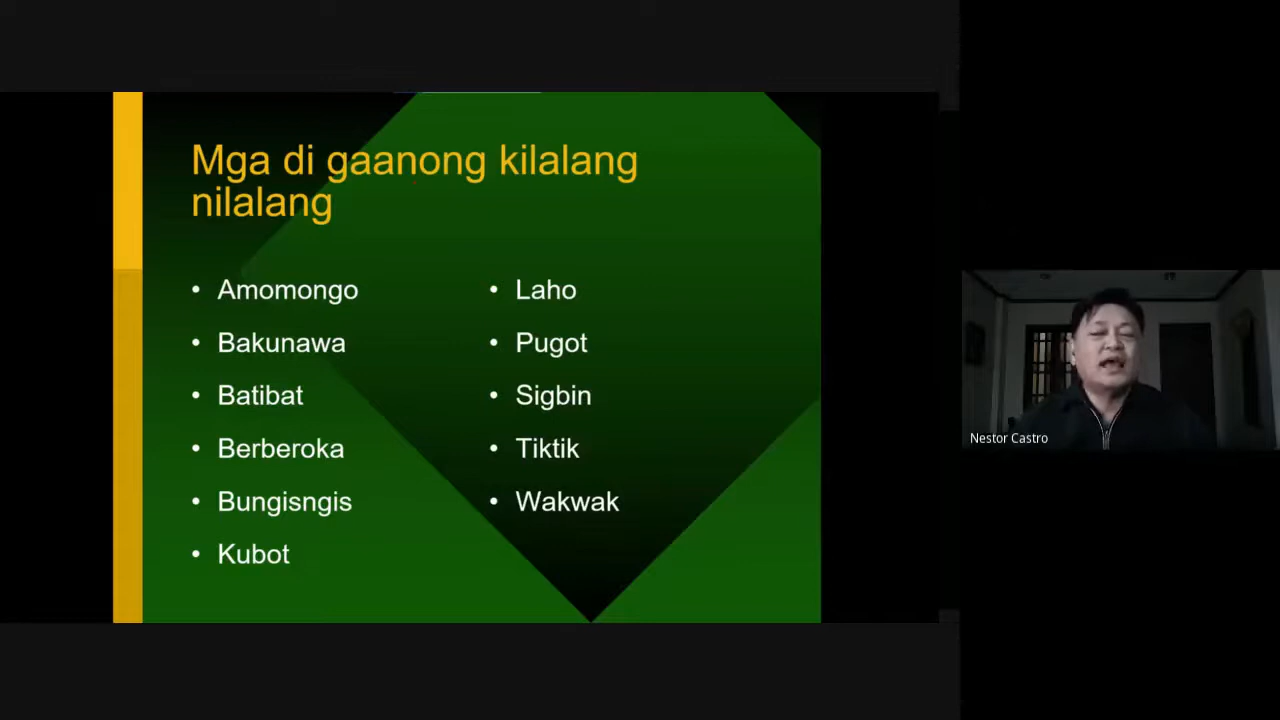 Mga di gaanong kilalang
nilalang
• Amomongo
• Bakunawa
• Batibat
• Berberoka
• Bungisngis
• Kubot
• Laho
• Pugot
• Sigbin
• Tiktik
• Wakwak
Nestor Castro